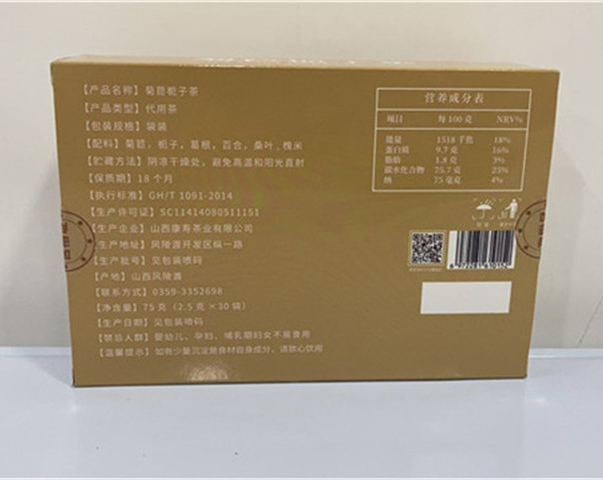 【产品名称】菊苣栀子茶
【产品类型】代用茶
【包装规格】袋装
【配料】菊苣，栀子，葛根，百合，桑叶，槐米
【贮藏方法】阴凉干燥处，避免高温和阳光直射
【保质期】18个月
【执行标准】GH/T 1091-2014
【生产许可证】SC11414080511151
【生产企业】山西康寿茶业有限公司
【生产地址】风陵渡开发区纵一路
【生产批号】见包装喷码
【产地】山西风陵渡
【联系方式】0359-3352698
【净含量】75克（2.5克×30袋）
【生产日期】见包装喷码
【禁忌人群】婴幼儿、孕妇、哺乳期妇女不易食用
【温馨提示】如有少量沉淀是食材自身成分，请放心饮用
营养成分表
项目 每100克 NRV%
能量 1518千焦 18%
蛋白质 9.7克 16%
脂肪 1.8克 3%
碳水化合物 75.7克 25%
钠 75毫克 4%